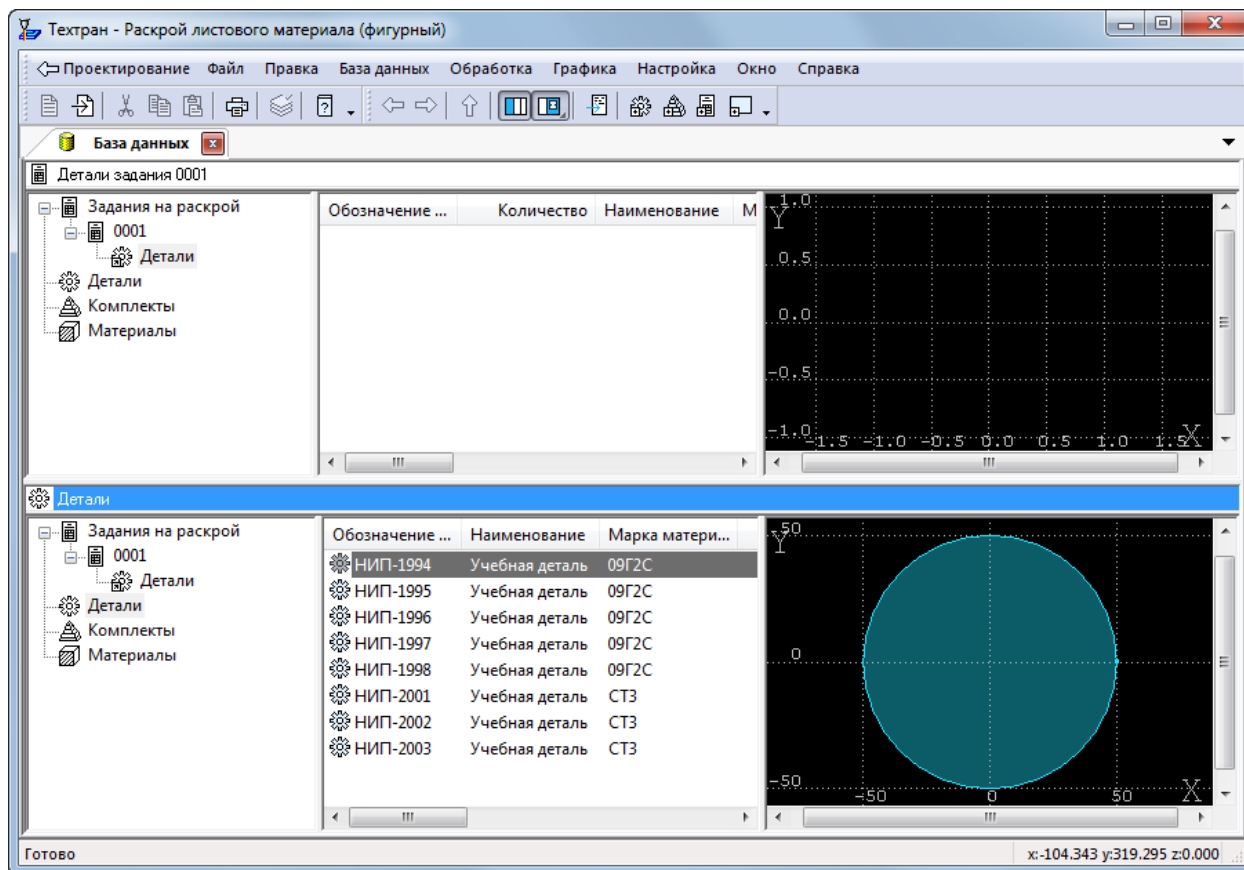 Техтран - Раскрой листового материала (фигурный)
Проектирование Файл Правка База данных Обработка Графика Настройка Окно Справка
База данных
Детали задания 0001
Задания на раскрой
0001
Детали
Детали
Комплекты
Материалы
Обозначение ... Количество Наименование М
Y
1.0
0.5
0.0
-0.5
-1.0
-1.5 -1.0 -0.5 0.0 0.5 1.0 1.5 X
Детали
Задания на раскрой
0001
Детали
Детали
Комплекты
Материалы
Обозначение ... Наименование Марка матери...
НИП-1994 Учебная деталь 09Г2С
НИП-1995 Учебная деталь 09Г2С
НИП-1996 Учебная деталь 09Г2С
НИП-1997 Учебная деталь 09Г2С
НИП-1998 Учебная деталь 09Г2С
НИП-2001 Учебная деталь СТ3
НИП-2002 Учебная деталь СТ3
НИП-2003 Учебная деталь СТ3
Y
50
0
-50
-50 0 50 X
Готово
x:-104.343 y:319.295 z:0.000